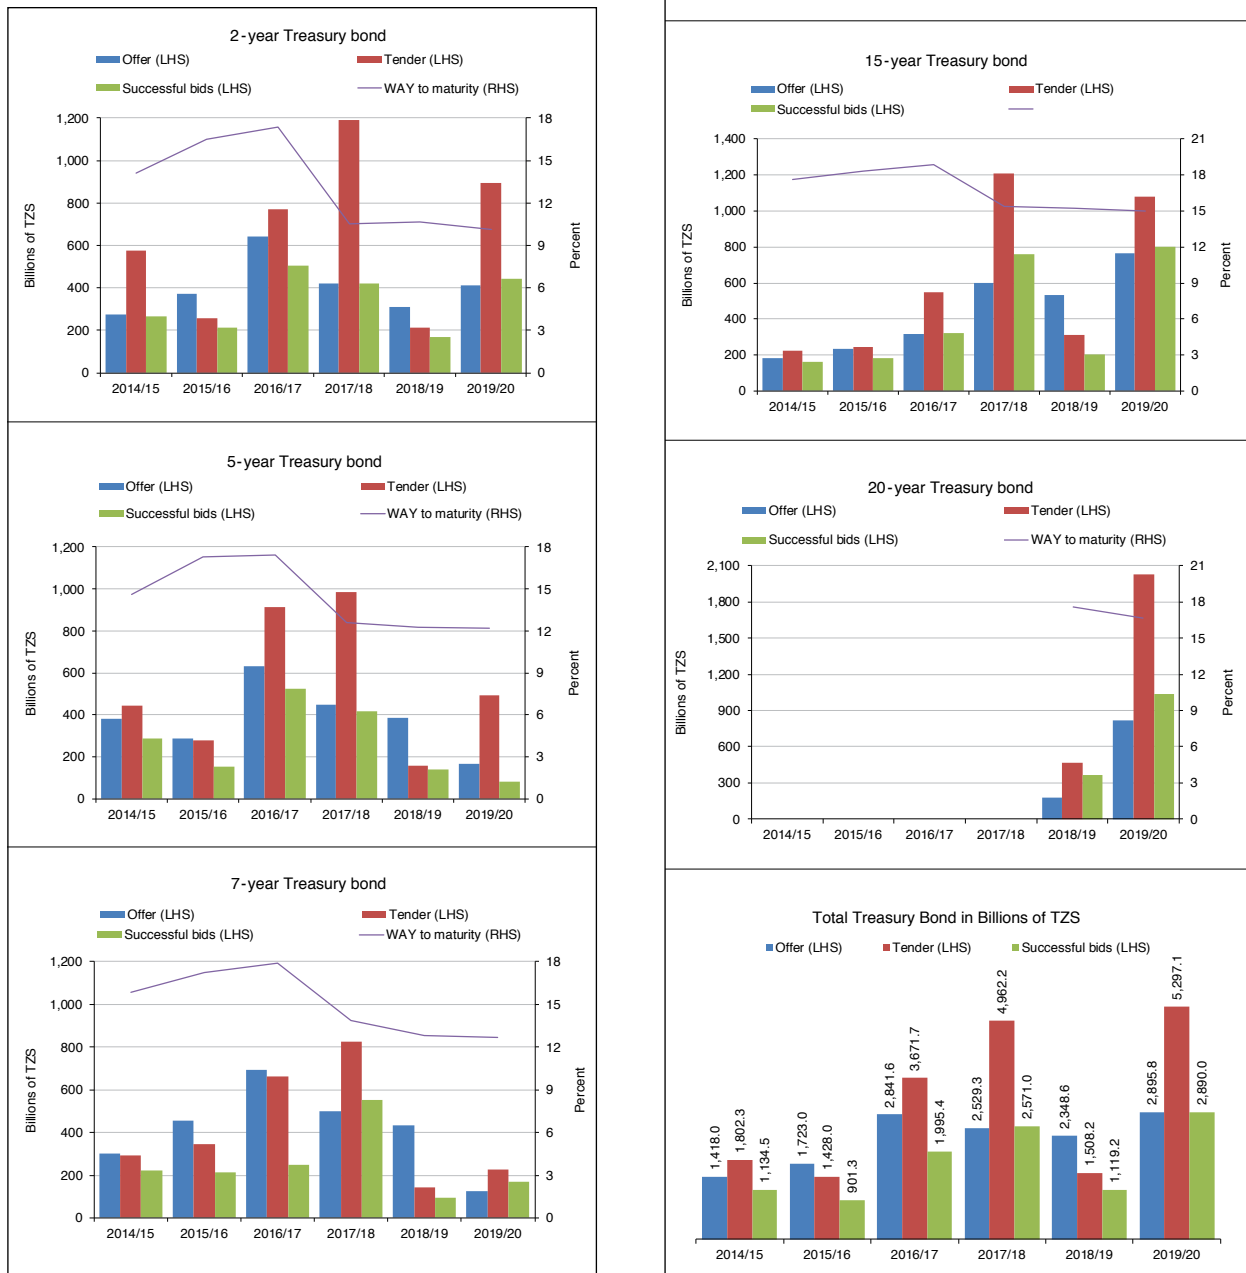 2-year Treasury bond
Offer (LHS) Tender (LHS)
Successful bids (LHS) WAY to maturity (RHS)
1,200 18
1,000 15
800 12
600 9
400 6
200 3
0 0
Billions of TZS
Percent
2014/15 2015/16 2016/17 2017/18 2018/19 2019/20
5-year Treasury bond
Offer (LHS) Tender (LHS)
Successful bids (LHS) WAY to maturity (RHS)
1,200 18
1,000 15
800 12
600 9
400 6
200 3
0 0
Billions of TZS
Percent
2014/15 2015/16 2016/17 2017/18 2018/19 2019/20
7-year Treasury bond
Offer (LHS) Tender (LHS)
Successful bids (LHS) WAY to maturity (RHS)
1,200 18
1,000 15
800 12
600 9
400 6
200 3
0 0
Billions of TZS
Percent
2014/15 2015/16 2016/17 2017/18 2018/19 2019/20
15-year Treasury bond
Offer (LHS) Tender (LHS)
Successful bids (LHS)
1,400 21
1,200 18
1,000 15
800 12
600 9
400 6
200 3
0 0
Billions of TZS
Percent
2014/15 2015/16 2016/17 2017/18 2018/19 2019/20
20-year Treasury bond
Offer (LHS) Tender (LHS)
Successful bids (LHS) WAY to maturity (RHS)
2,100 21
1,800 18
1,500 15
1,200 12
900 9
600 6
300 3
0 0
Billions of TZS
Percent
2014/15 2015/16 2016/17 2017/18 2018/19 2019/20
Total Treasury Bond in Billions of TZS
Offer (LHS) Tender (LHS) Successful bids (LHS)
1,418.0 1,802.3 1,134.5
1,723.0 1,428.0 901.3
2,841.6 3,671.7 1,995.4
2,529.3 4,962.2 2,571.0
2,348.6 1,508.2 1,119.2
2,895.8 5,297.1 2,890.0
2014/15 2015/16 2016/17 2017/18 2018/19 2019/20